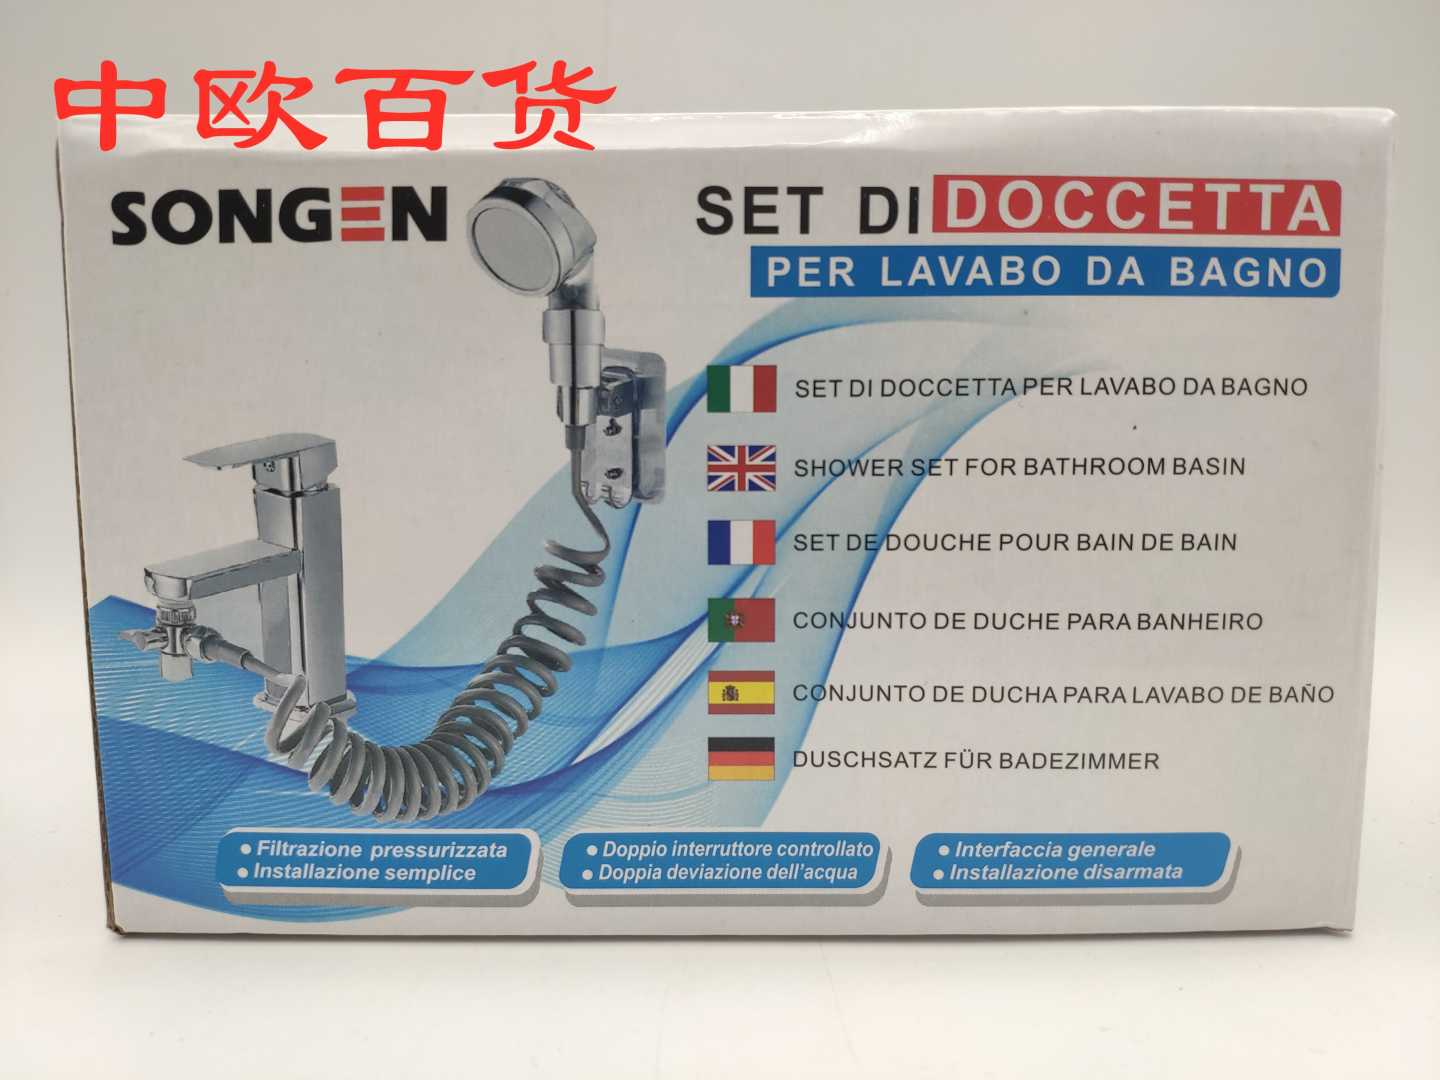 中欧百货
SONGEN
SET DI DOCCETTA
PER LAVABO DA BAGNO
SET DI DOCCETTA PER LAVABO DA BAGNO
SHOWER SET FOR BATHROOM BASIN
SET DE DOUCHE POUR BAIN DE BAIN
CONJUNTO DE DUCHE PARA BANHEIRO
CONJUNTO DE DUCHA PARA LAVABO DE BAÑO
DUSCHSATZ FÜR BADEZIMMER
• Filtrazione pressurizzata
• Installazione semplice
• Doppio interruttore controllato
• Doppia deviazione dell'acqua
• Interfaccia generale
• Installazione disarmata